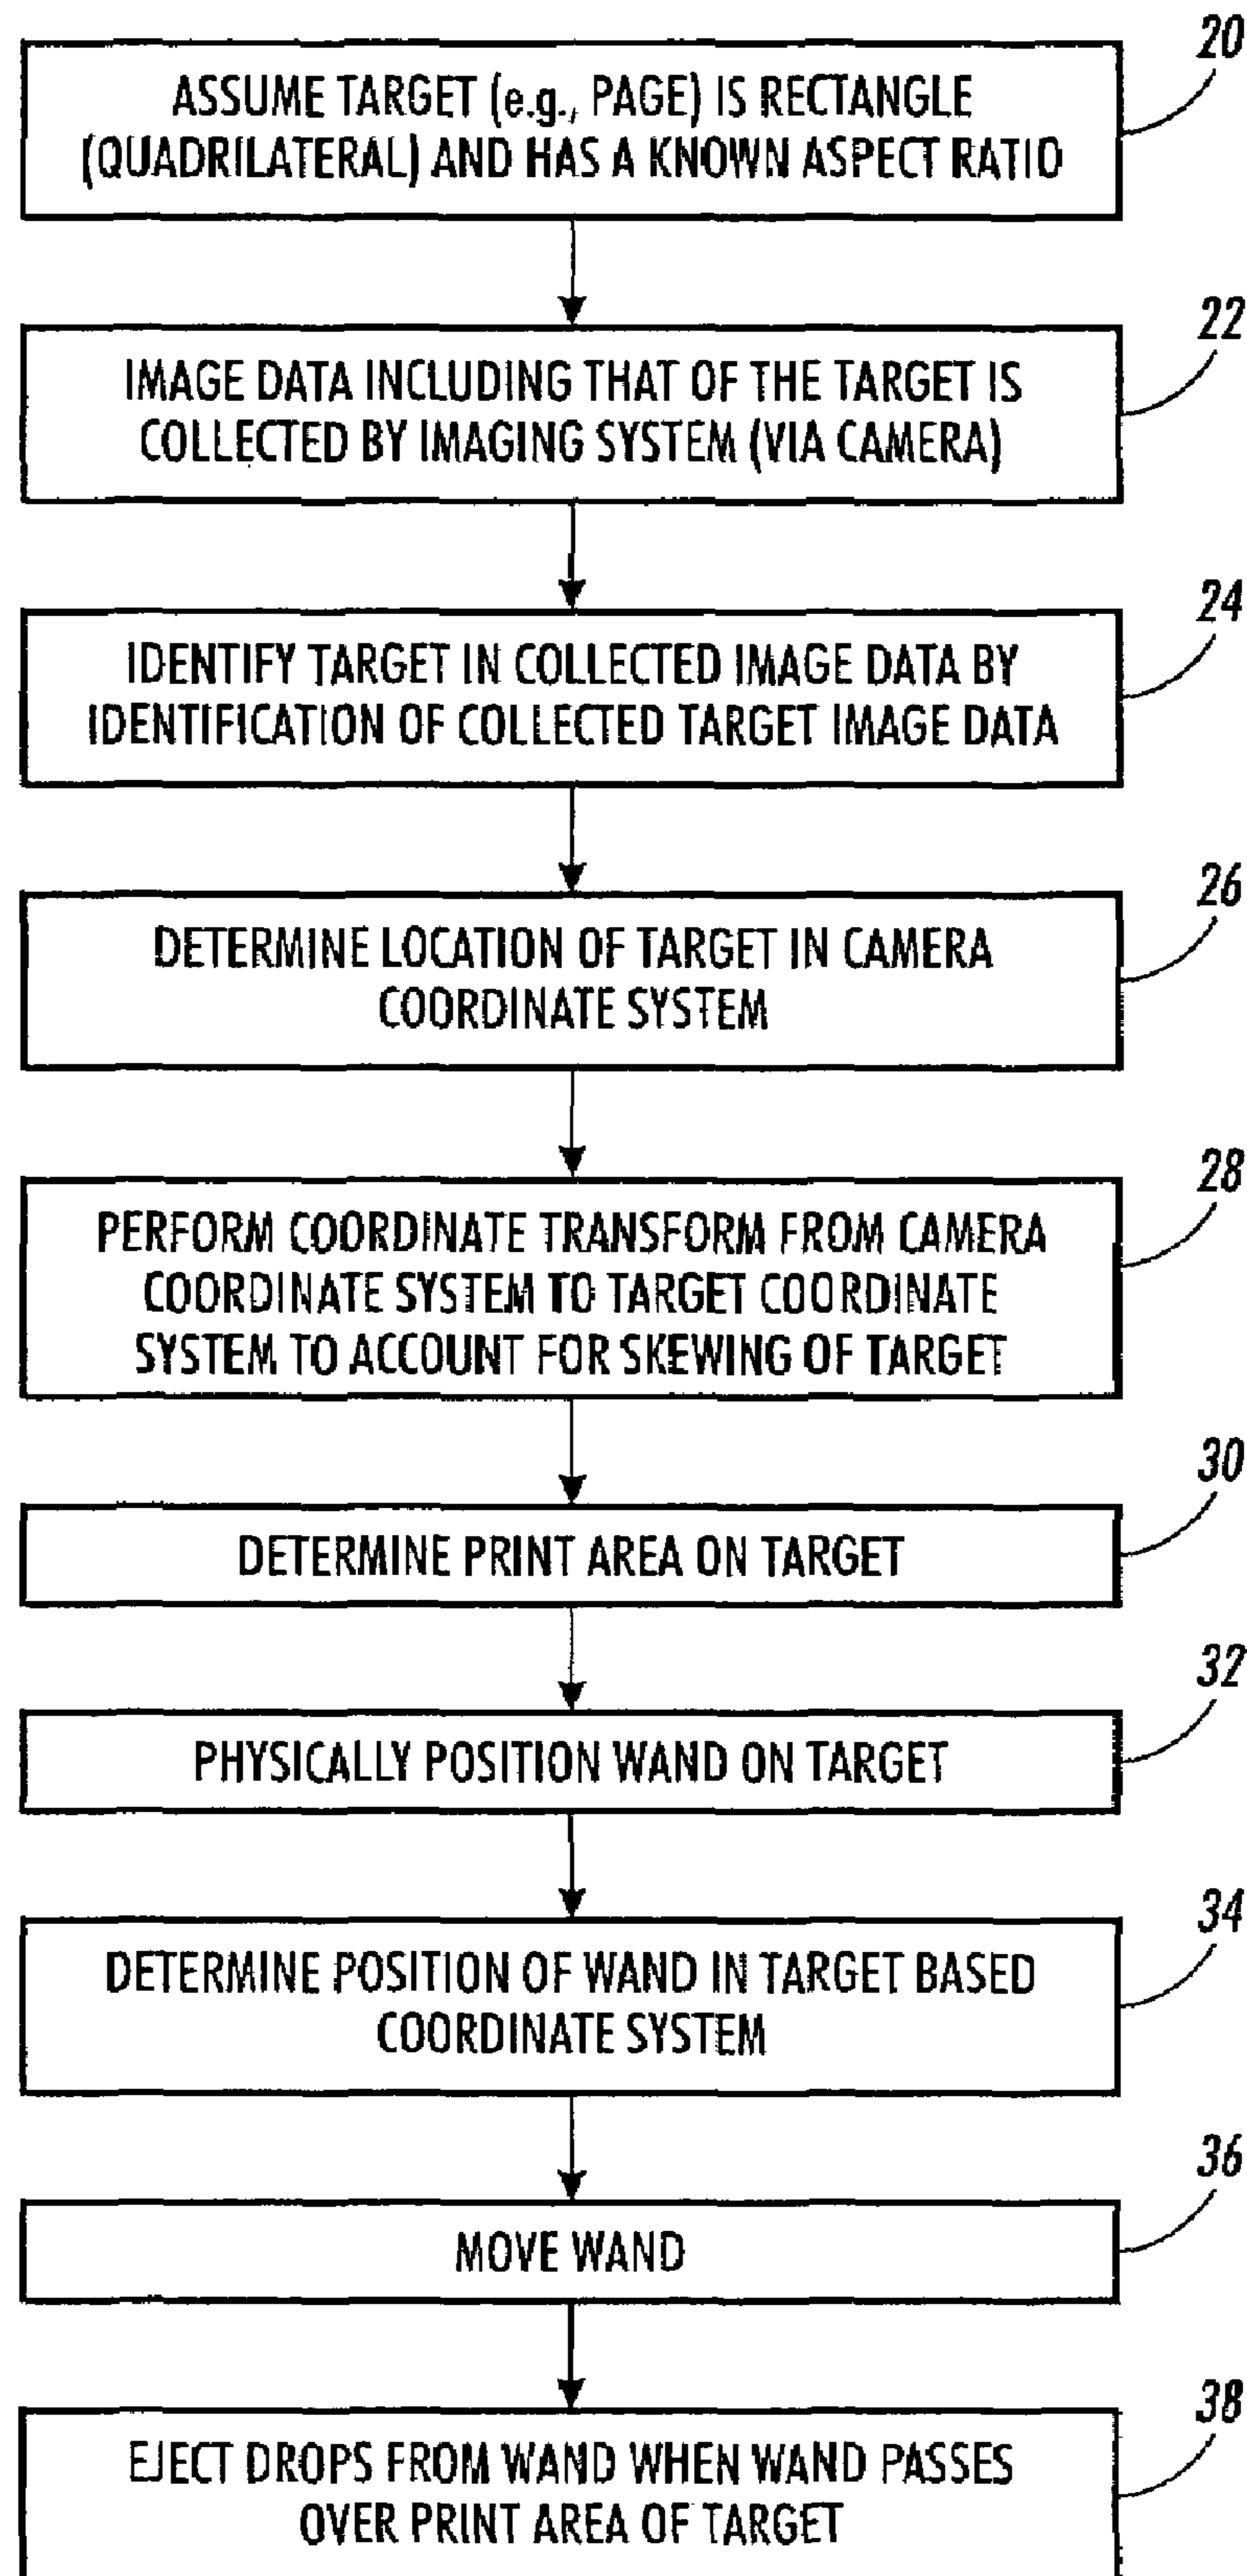 20
ASSUME TARGET (e.g., PAGE) IS RECTANGLE
(QUADRILATERAL) AND HAS A KNOWN ASPECT RATIO
22
IMAGE DATA INCLUDING THAT OF THE TARGET IS
COLLECTED BY IMAGING SYSTEM (VIA CAMERA)
24
IDENTIFY TARGET IN COLLECTED IMAGE DATA BY
IDENTIFICATION OF COLLECTED TARGET IMAGE DATA
26
DETERMINE LOCATION OF TARGET IN CAMERA
COORDINATE SYSTEM
28
PERFORM COORDINATE TRANSFORM FROM CAMERA
COORDINATE SYSTEM TO TARGET COORDINATE
SYSTEM TO ACCOUNT FOR SKEWING OF TARGET
30
DETERMINE PRINT AREA ON TARGET
32
PHYSICALLY POSITION WAND ON TARGET
34
DETERMINE POSITION OF WAND IN TARGET BASED
COORDINATE SYSTEM
36
MOVE WAND
38
EJECT DROPS FROM WAND WHEN WAND PASSES
OVER PRINT AREA OF TARGET